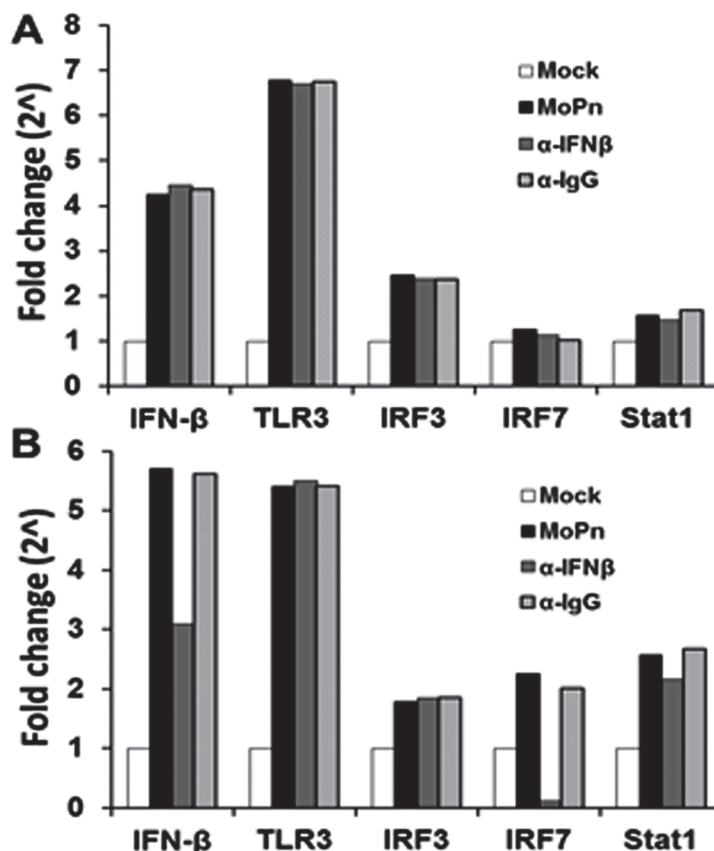 A
Fold change (2^)
8
7
6
5
4
3
2
1
0
Mock
MoPn
α-IFNβ
α-IgG
IFN-β TLR3 IRF3 IRF7 Stat1
B
Fold change (2^)
6
5
4
3
2
1
0
Mock
MoPn
α-IFNβ
α-IgG
IFN-β TLR3 IRF3 IRF7 Stat1